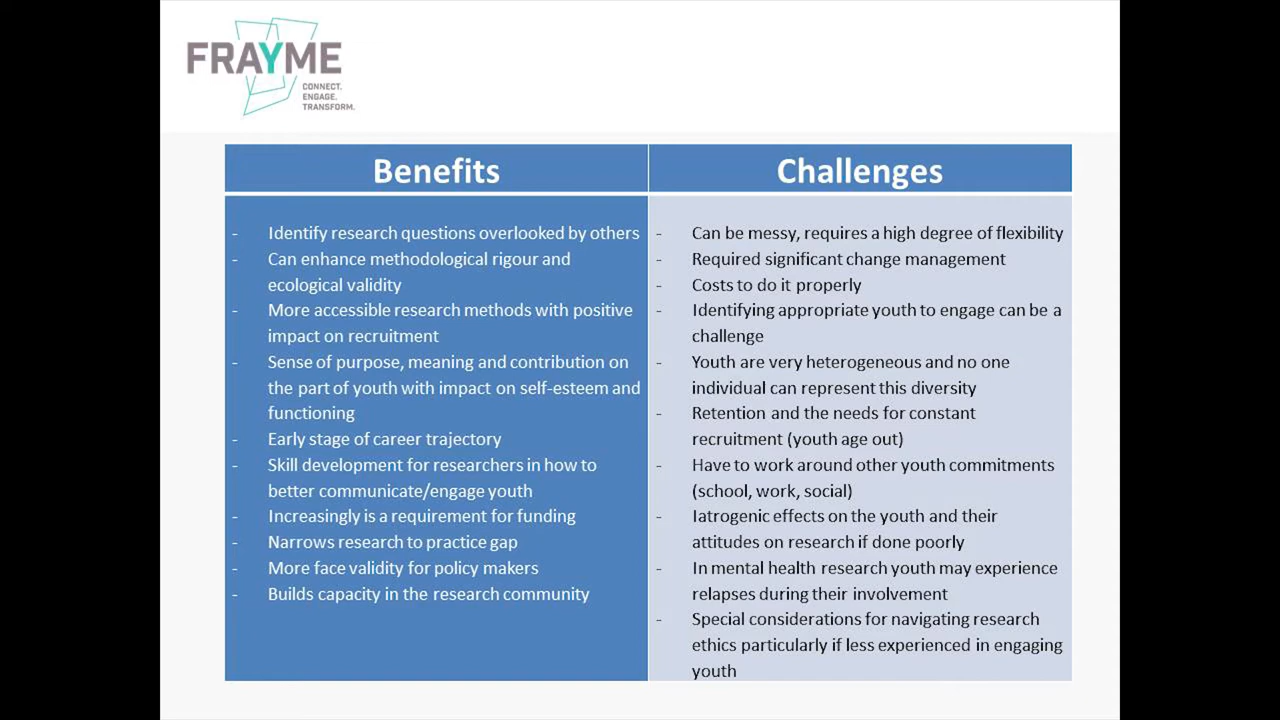 FRAYME
CONNECT.
ENGAGE.
TRANSFORM.
Benefits
- Identify research questions overlooked by others
- Can enhance methodological rigour and
ecological validity
- More accessible research methods with positive
impact on recruitment
- Sense of purpose, meaning and contribution on
the part of youth with impact on self-esteem and
functioning
- Early stage of career trajectory
- Skill development for researchers in how to
better communicate/engage youth
- Increasingly is a requirement for funding
- Narrows research to practice gap
- More face validity for policy makers
- Builds capacity in the research community
Challenges
- Can be messy, requires a high degree of flexibility
- Required significant change management
- Costs to do it properly
- Identifying appropriate youth to engage can be a
challenge
- Youth are very heterogeneous and no one
individual can represent this diversity
- Retention and the needs for constant
recruitment (youth age out)
- Have to work around other youth commitments
(school, work, social)
- Iatrogenic effects on the youth and their
attitudes on research if done poorly
- In mental health research youth may experience
relapses during their involvement
- Special considerations for navigating research
ethics particularly if less experienced in engaging
youth